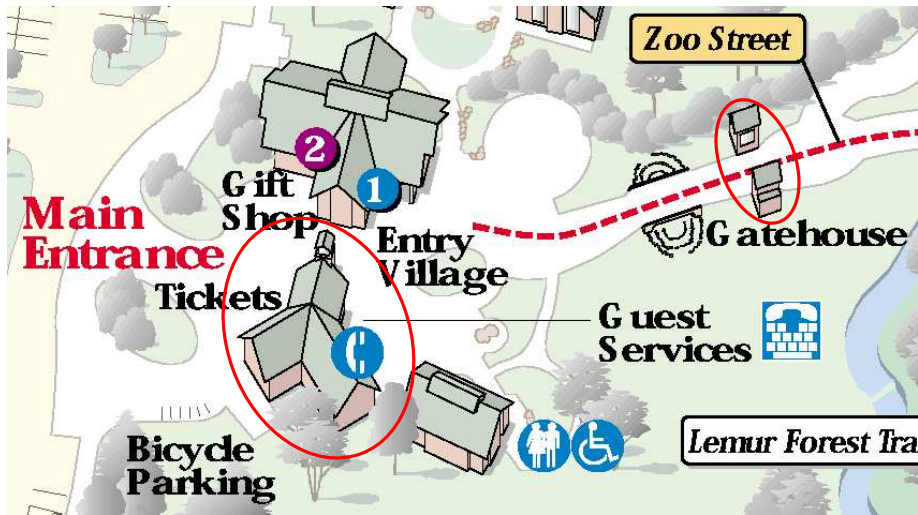 Zoo Street
2
1
Gift
Shop
Main
Entrance
Entry
Village
Gatehouse
Tickets
Guest
Services
Bicycle
Parking
Lemur Forest Tra